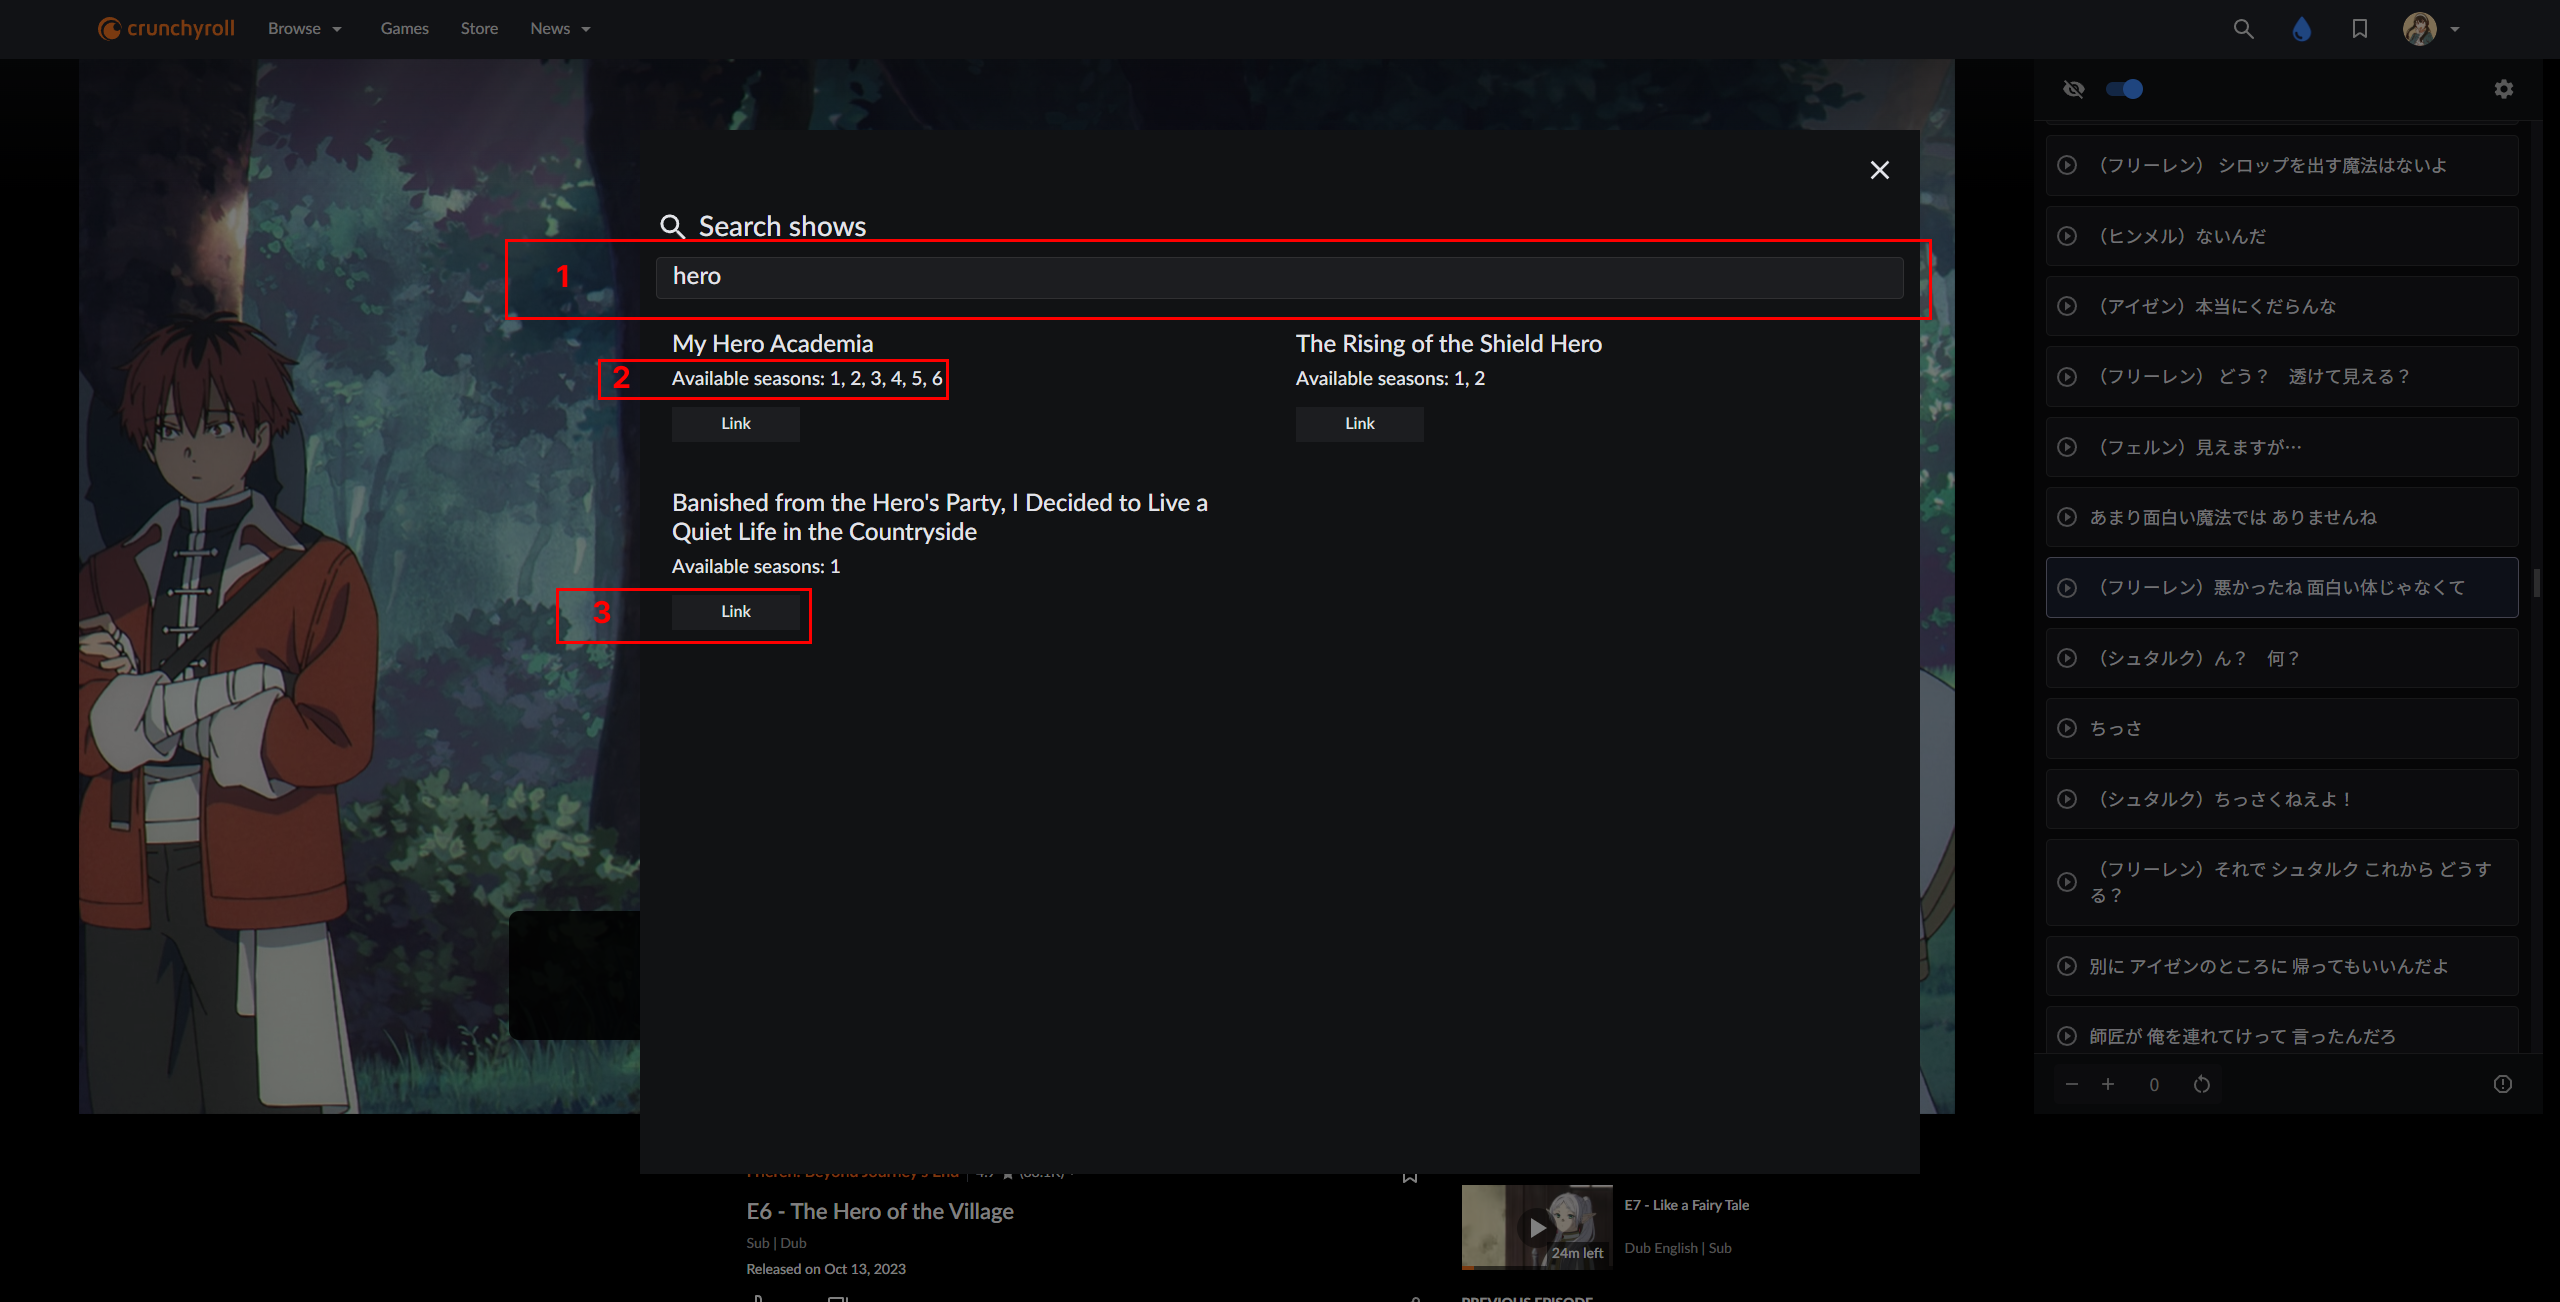 crunchyroll
Browse
Games
Store
News
Search shows
1
hero
My Hero Academia
2
Available seasons: 1, 2, 3, 4, 5, 6
Link
The Rising of the Shield Hero
Available seasons: 1, 2
Link
Banished from the Hero's Party, I Decided to Live a
Quiet Life in the Countryside
Available seasons: 1
3
Link
（フリーレン） シロップを出す魔法はないよ
（ヒンメル）ないんだ
（アイゼン）本当にくだらんな
（フリーレン） どう？　透けて見える？
（フェルン）見えますが…
あまり面白い魔法では ありませんね
（フリーレン）悪かったね 面白い体じゃなくて
（シュタルク）ん？　何？
ちっさ
（シュタルク）ちっさくねえよ！
（フリーレン）それで シュタルク これから どうす
る？
別に アイゼンのところに 帰ってもいいんだよ
師匠が 俺を連れてけって 言ったんだろ
0
E6 - The Hero of the Village
Sub | Dub
Released on Oct 13, 2023
24m left
E7 - Like a Fairy Tale
Dub English | Sub
PREVIOUS EPISODE